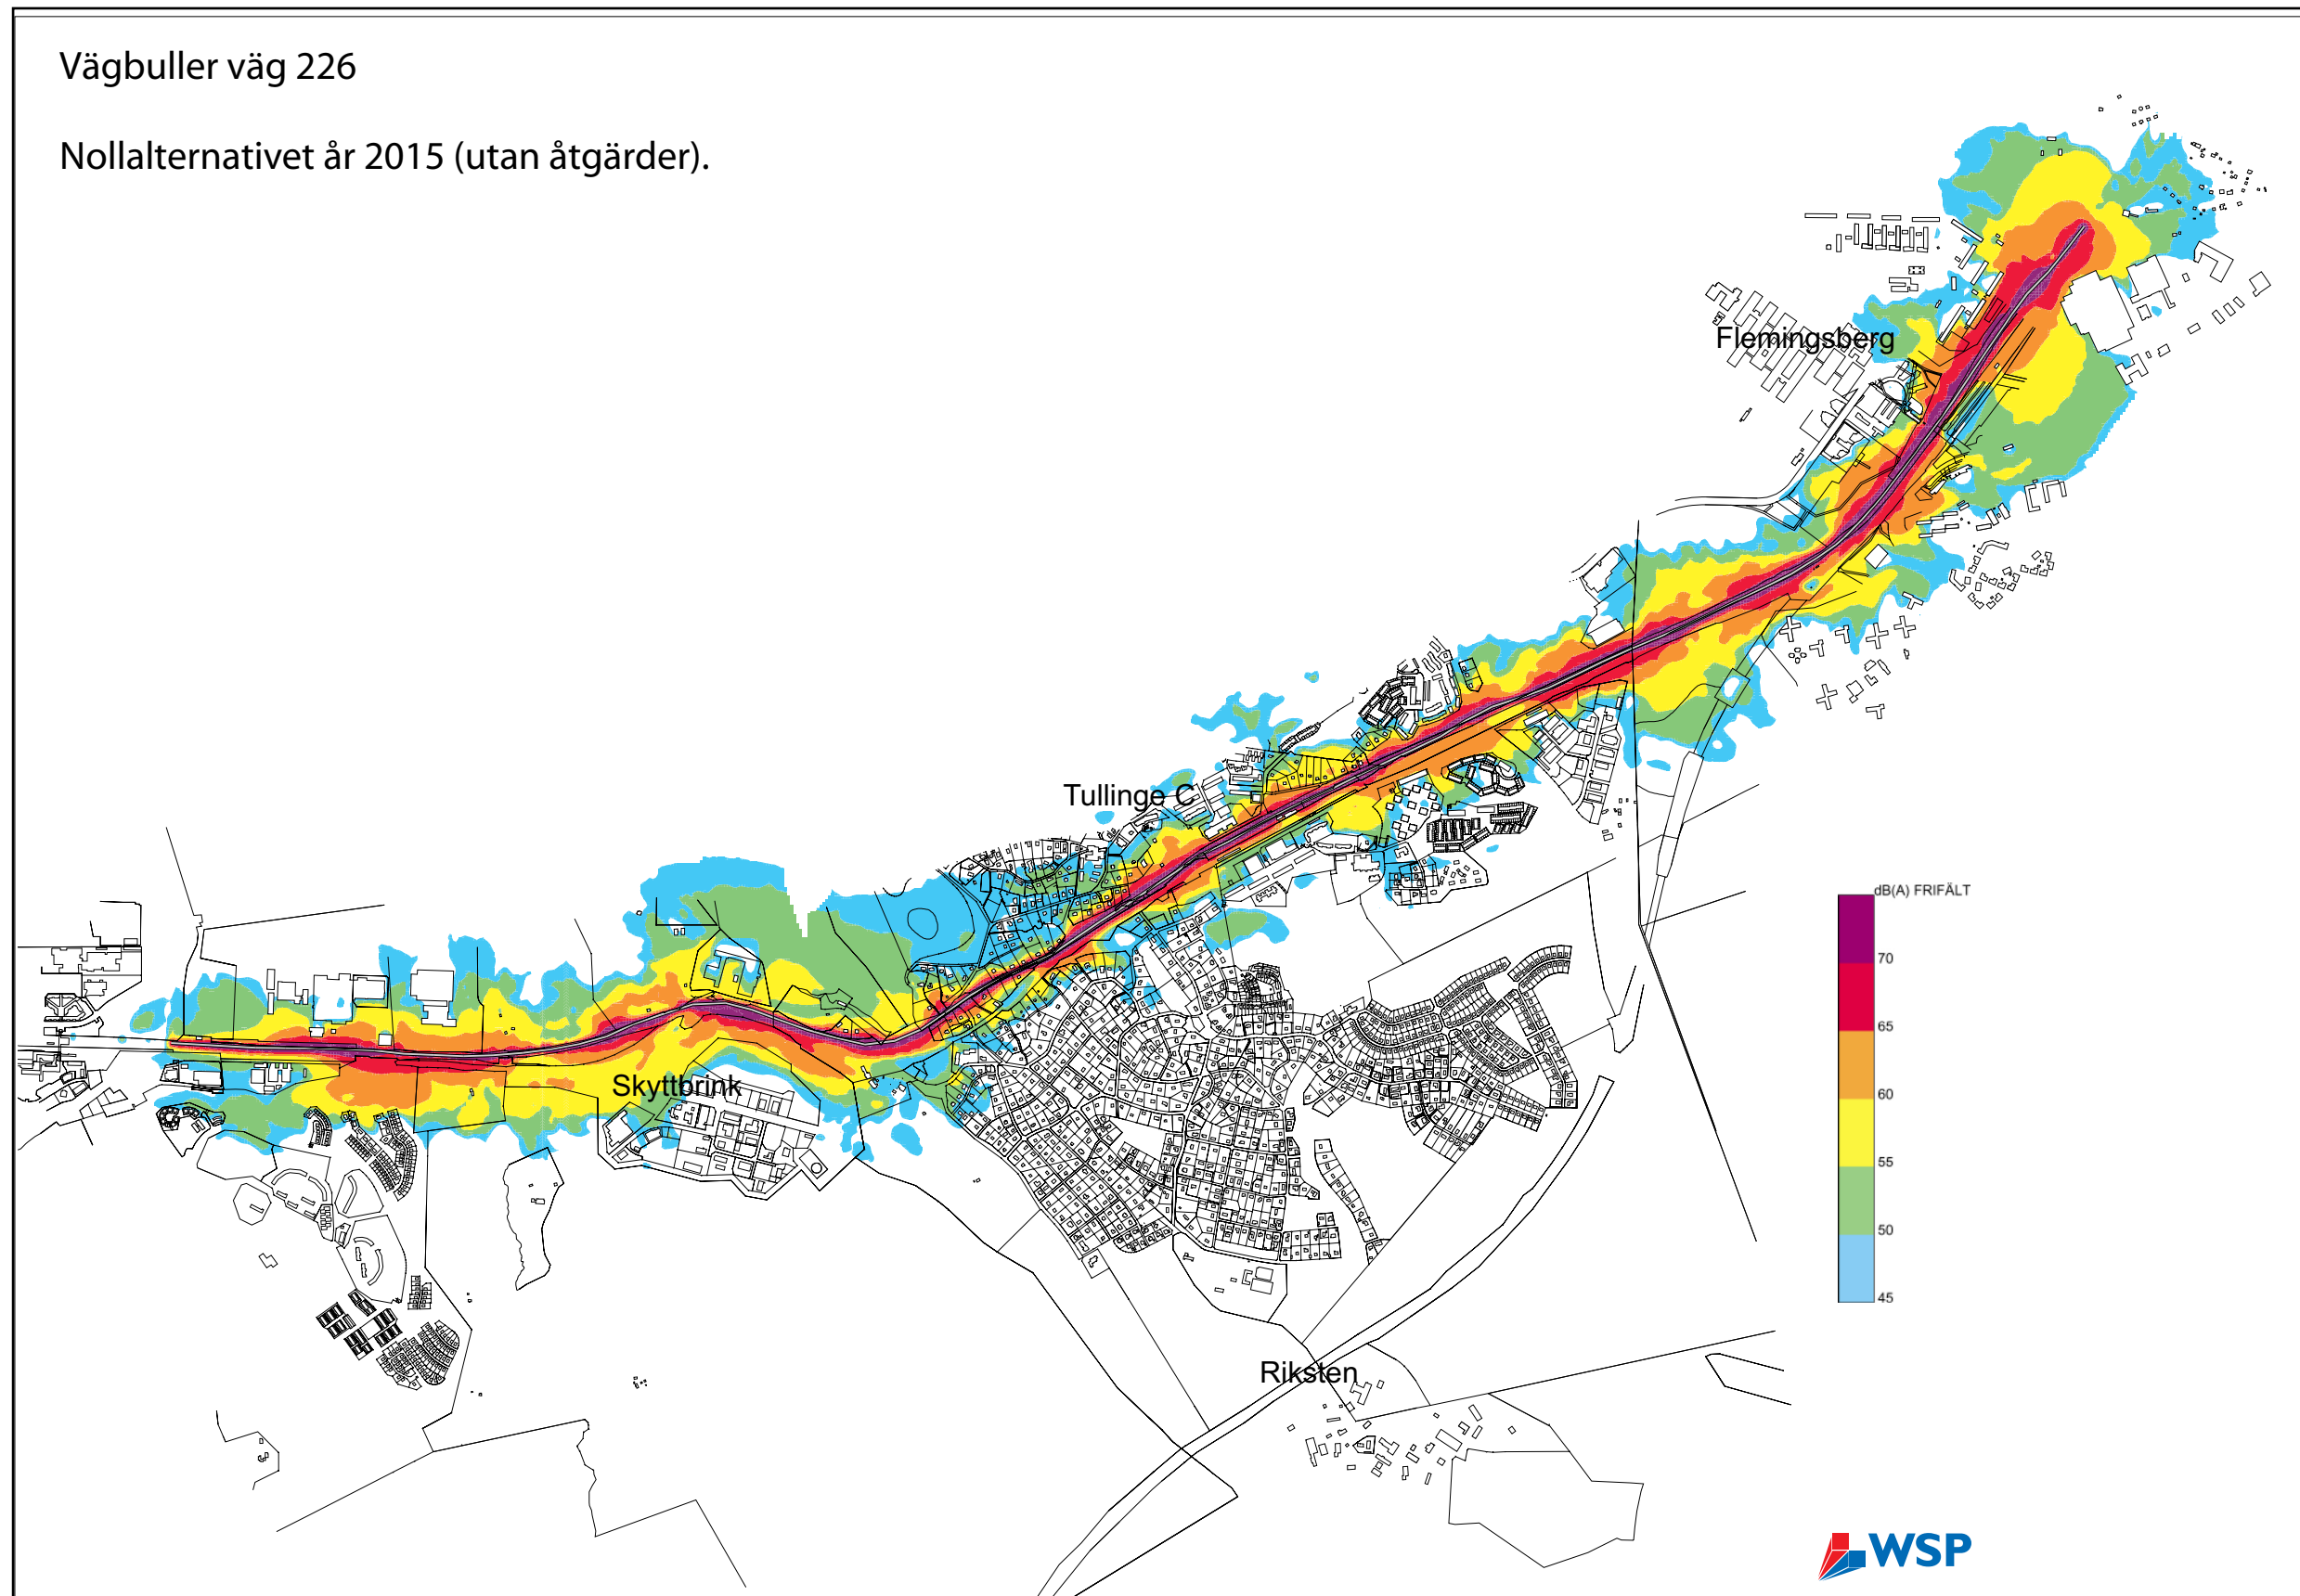 Vägbuller väg 226
Nollalternativet år 2015 (utan åtgärder).
Flemingsberg
Tullinge C
Skyttbrink
Riksten
dB(A) FRIFÄLT
70
65
60
55
50
45
WSP